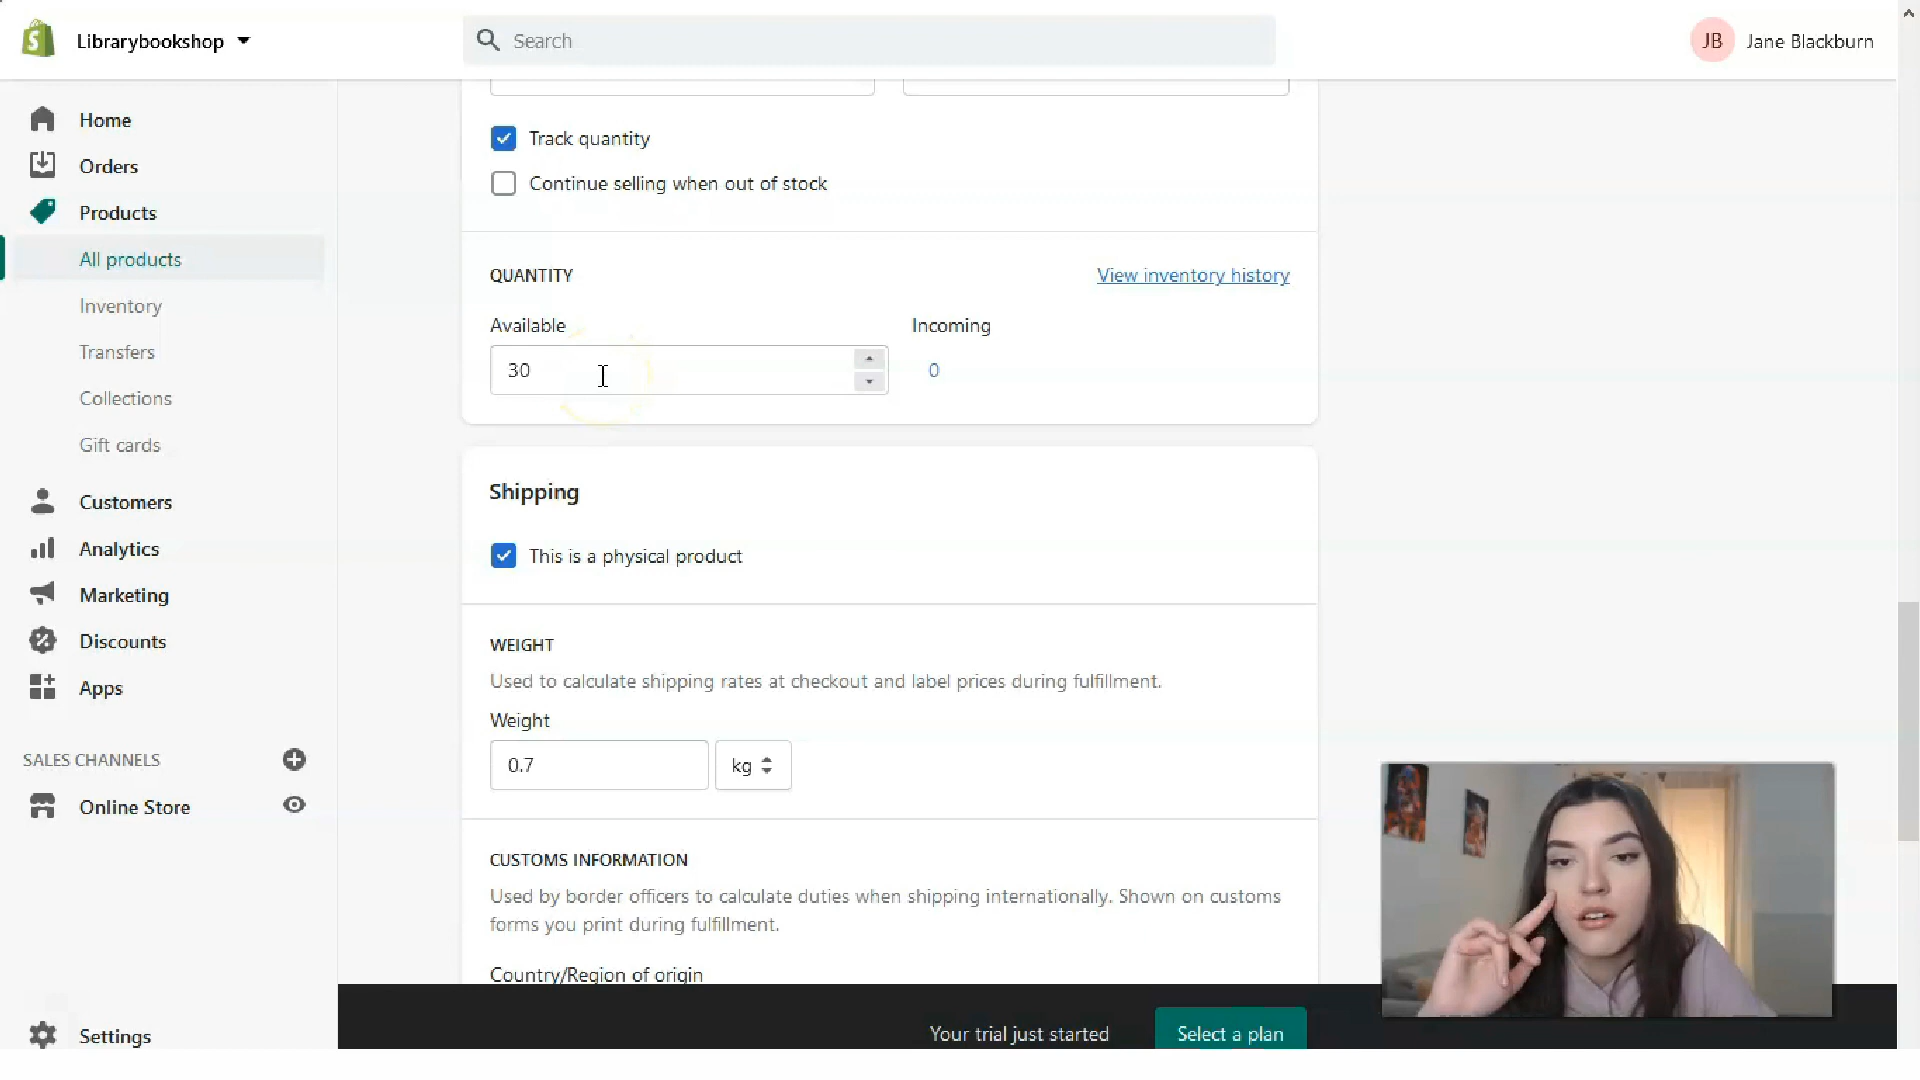 Librarybookshop
Search
JB
Jane Blackburn
Home
Orders
Products
All products
Inventory
Transfers
Collections
Gift cards
Customers
Analytics
Marketing
Discounts
Apps
SALES CHANNELS
Online Store
Settings
Track quantity
Continue selling when out of stock
QUANTITY
View inventory history
Available
Incoming
30
0
Shipping
This is a physical product
WEIGHT
Used to calculate shipping rates at checkout and label prices during fulfillment.
Weight
0.7
kg
CUSTOMS INFORMATION
Used by border officers to calculate duties when shipping internationally. Shown on customs
forms you print during fulfillment.
Country/Region of origin
Your trial just started
Select a plan